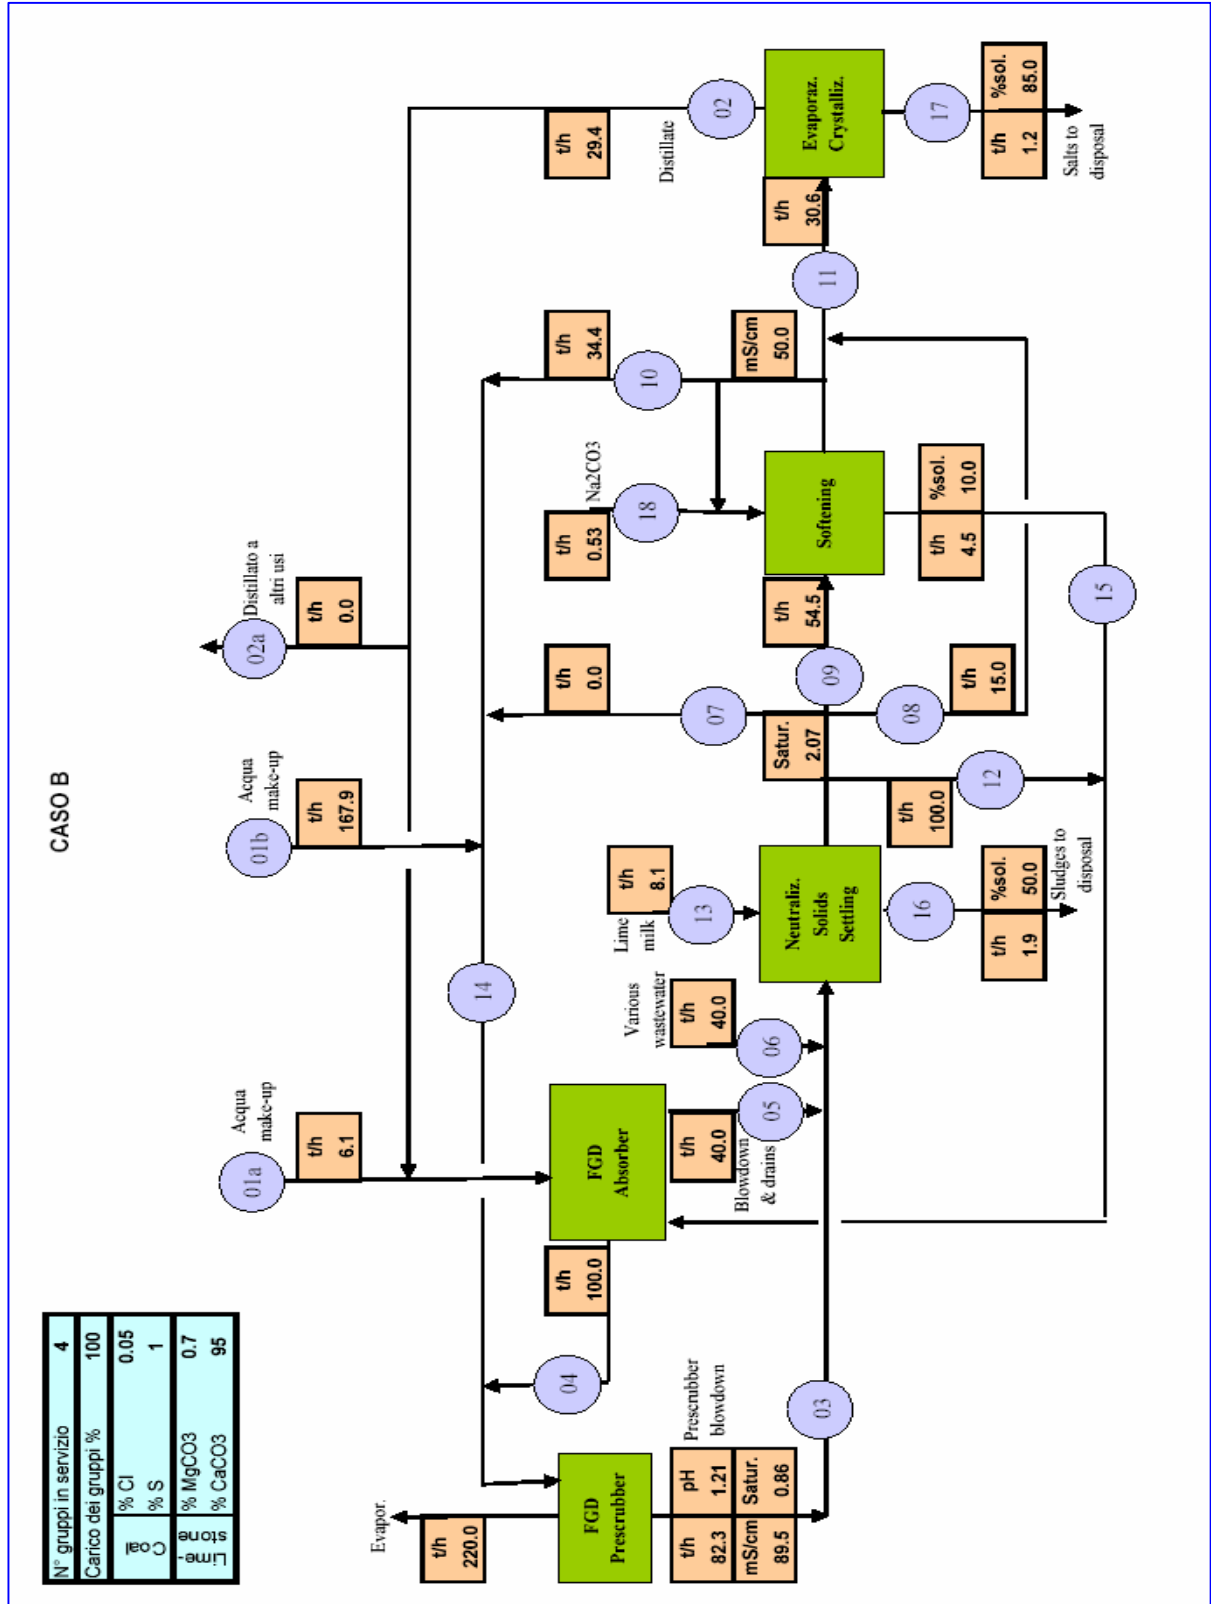 CASO B
N° gruppi in servizio 4
Carico dei gruppi % 100
Coal
% Cl 0.05
% S 1
Lime-
stone
% MgCO3 0.7
% CaCO3 95
01a
Acqua
make-up
t/h
6.1
01b
Acqua
make-up
t/h
167.9
02a
Distillato a
altri usi
t/h
0.0
14
Evapor.
t/h
220.0
FGD
Prescrubber
t/h
82.3
pH
1.21
mS/cm
89.5
Satur.
0.86
Prescrubber
blowdown
03
04
t/h
100.0
FGD
Absorber
t/h
40.0
Blowdown
& drains
05
Various
wastewater
t/h
40.0
06
Lime
milk
t/h
8.1
13
Neutraliz.
Solids
Settling
16
t/h
1.9
%sol.
50.0
Sludges to
disposal
t/h
100.0
12
Satur.
2.07
07
t/h
0.0
08
t/h
15.0
09
t/h
54.5
Na2CO3
t/h
0.53
18
Softening
t/h
4.5
%sol.
10.0
15
t/h
34.4
10
mS/cm
50.0
11
t/h
30.6
Evaporaz.
Crystalliz.
02
Distillate
t/h
29.4
17
t/h
1.2
%sol.
85.0
Salts to
disposal